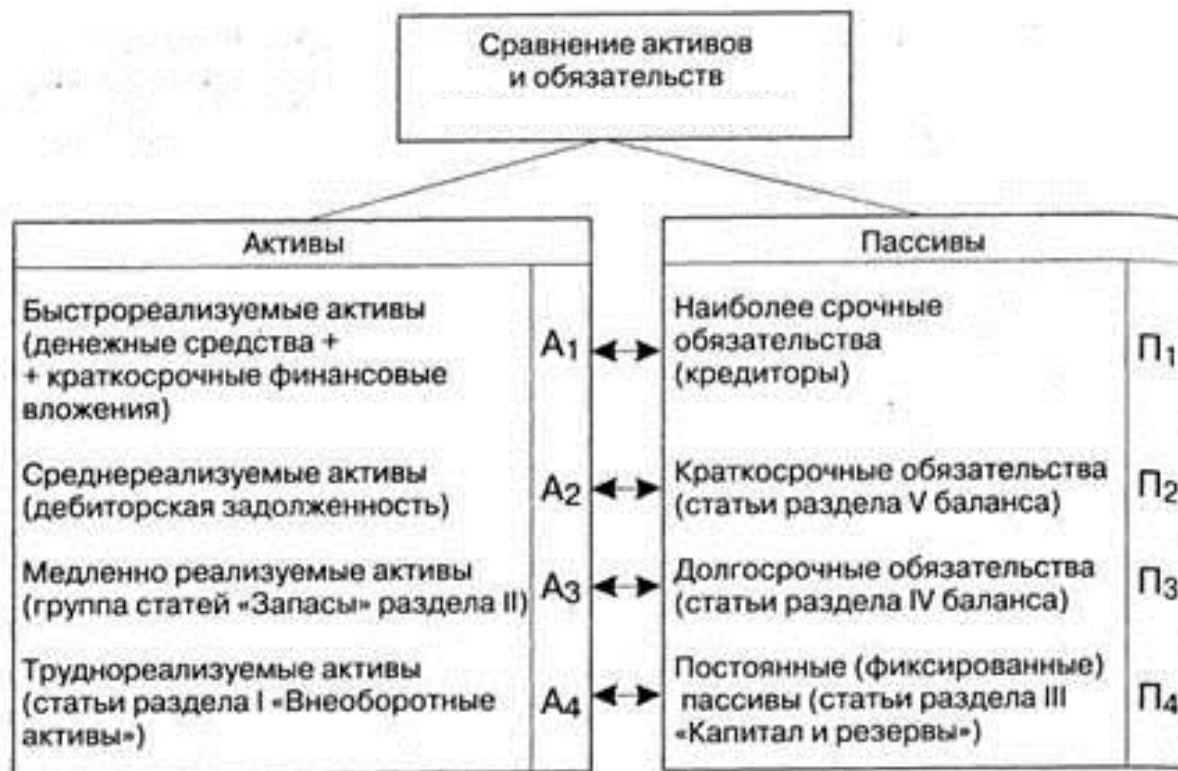 Сравнение активов
и обязательств
Активы
Быстрореализуемые активы
(денежные средства +
+ краткосрочные финансовые
вложения)
А1
Среднереализуемые активы
(дебиторская задолженность)
А2
Медленно реализуемые активы
(группа статей «Запасы» раздела II)
А3
Труднореализуемые активы
(статьи раздела I «Внеоборотные
активы»)
А4
Пассивы
Наиболее срочные
обязательства
(кредиторы)
П1
Краткосрочные обязательства
(статьи раздела V баланса)
П2
Долгосрочные обязательства
(статьи раздела IV баланса)
П3
Постоянные (фиксированные)
пассивы (статьи раздела III
«Капитал и резервы»)
П4